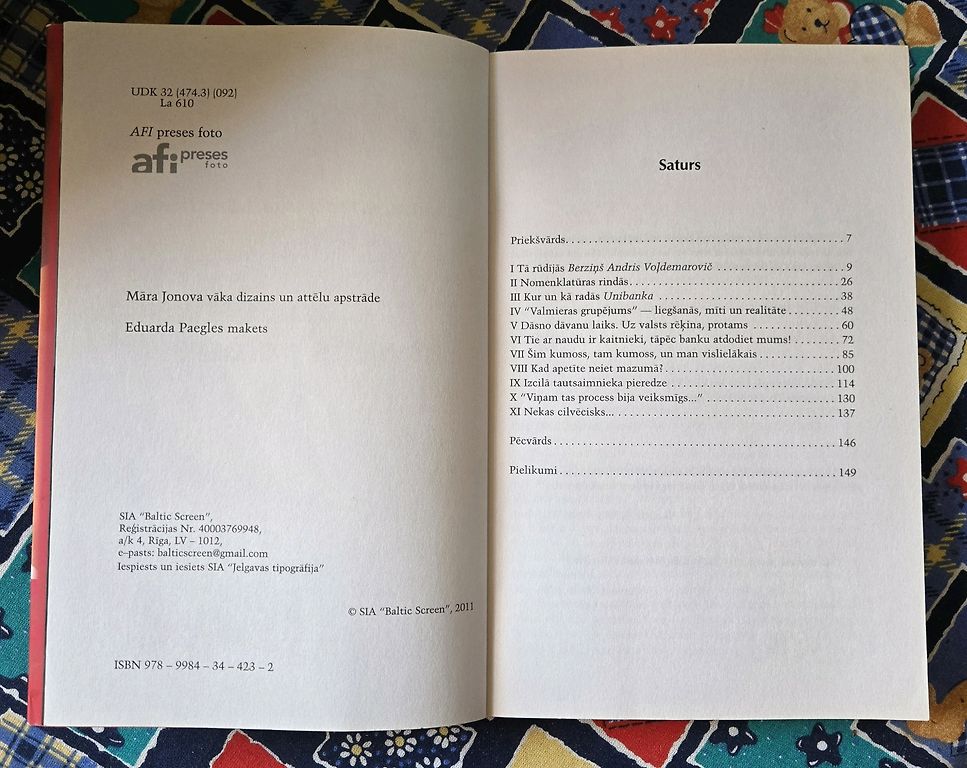 UDK 32 (474.3) (092)
La 610
AFI preses foto
afi preses
foto
Māra Jonova vāka dizains un attēlu apstrāde
Eduarda Paegles makets
SIA "Baltic Screen",
Reģistrācijas Nr. 40003769948,
a/k 4, Rīga, LV – 1012,
e–pasts: balticscreen@gmail.com
Iespiests un iesiets SIA "Jelgavas tipogrāfija"
© SIA "Baltic Screen", 2011
ISBN 978 – 9984 – 34 – 423 – 2
Saturs
Priekšvārds. . . . . . . . . . . . . . . . . . . . . . . . . . . . . . . . . . . . . . . . . . . . . 7
I Tā rūdījās Berziņš Andris Voļdemarovič . . . . . . . . . . . . . . . . . . . . . 9
II Nomenklatūras rindās. . . . . . . . . . . . . . . . . . . . . . . . . . . . . . . . . . 26
III Kur un kā radās Unibanka . . . . . . . . . . . . . . . . . . . . . . . . . . . . . 38
IV "Valmieras grupējums" — liegšanās, mīti un realitāte . . . . . . . . 48
V Dāsno dāvanu laiks. Uz valsts rēķina, protams . . . . . . . . . . . . . . 60
VI Tie ar naudu ir kaitnieki, tāpēc banku atdodiet mums! . . . . . . . . 72
VII Šim kumoss, tam kumoss, un man vislielākais . . . . . . . . . . . . . 85
VIII Kad apetīte neiet mazumā? . . . . . . . . . . . . . . . . . . . . . . . . . . 100
IX Izcilā tautsaimnieka pieredze . . . . . . . . . . . . . . . . . . . . . . . . . . 114
X "Viņam tas process bija veiksmīgs..." . . . . . . . . . . . . . . . . . . . . 130
XI Nekas cilvēcisks... . . . . . . . . . . . . . . . . . . . . . . . . . . . . . . . . . . 137
Pēcvārds . . . . . . . . . . . . . . . . . . . . . . . . . . . . . . . . . . . . . . . . . . . 146
Pielikumi . . . . . . . . . . . . . . . . . . . . . . . . . . . . . . . . . . . . . . . . . . . 149